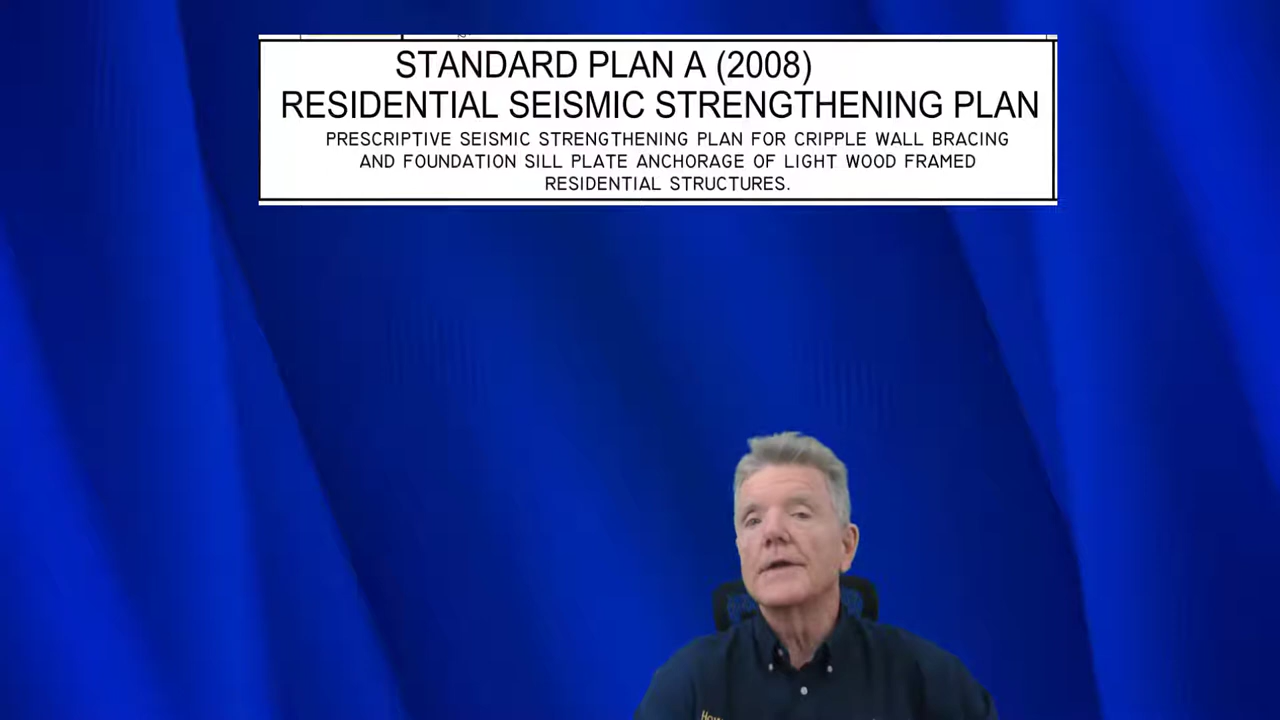 STANDARD PLAN A (2008)
RESIDENTIAL SEISMIC STRENGTHENING PLAN
PRESCRIPTIVE SEISMIC STRENGTHENING PLAN FOR CRIPPLE WALL BRACING
AND FOUNDATION SILL PLATE ANCHORAGE OF LIGHT WOOD FRAMED
RESIDENTIAL STRUCTURES.